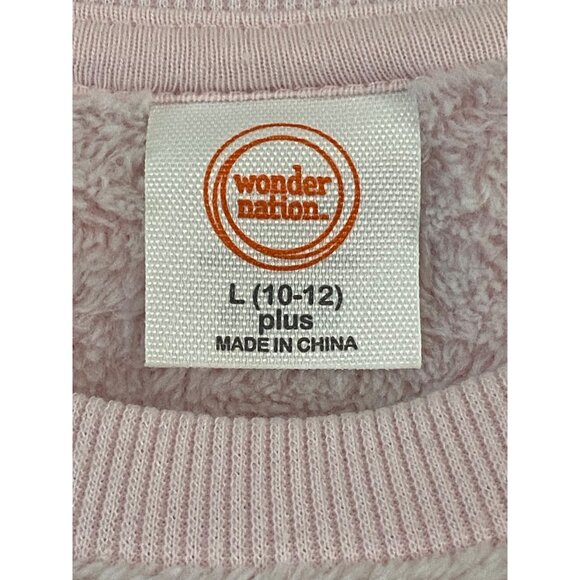 wonder
nation.
L (10-12)
plus
MADE IN CHINA